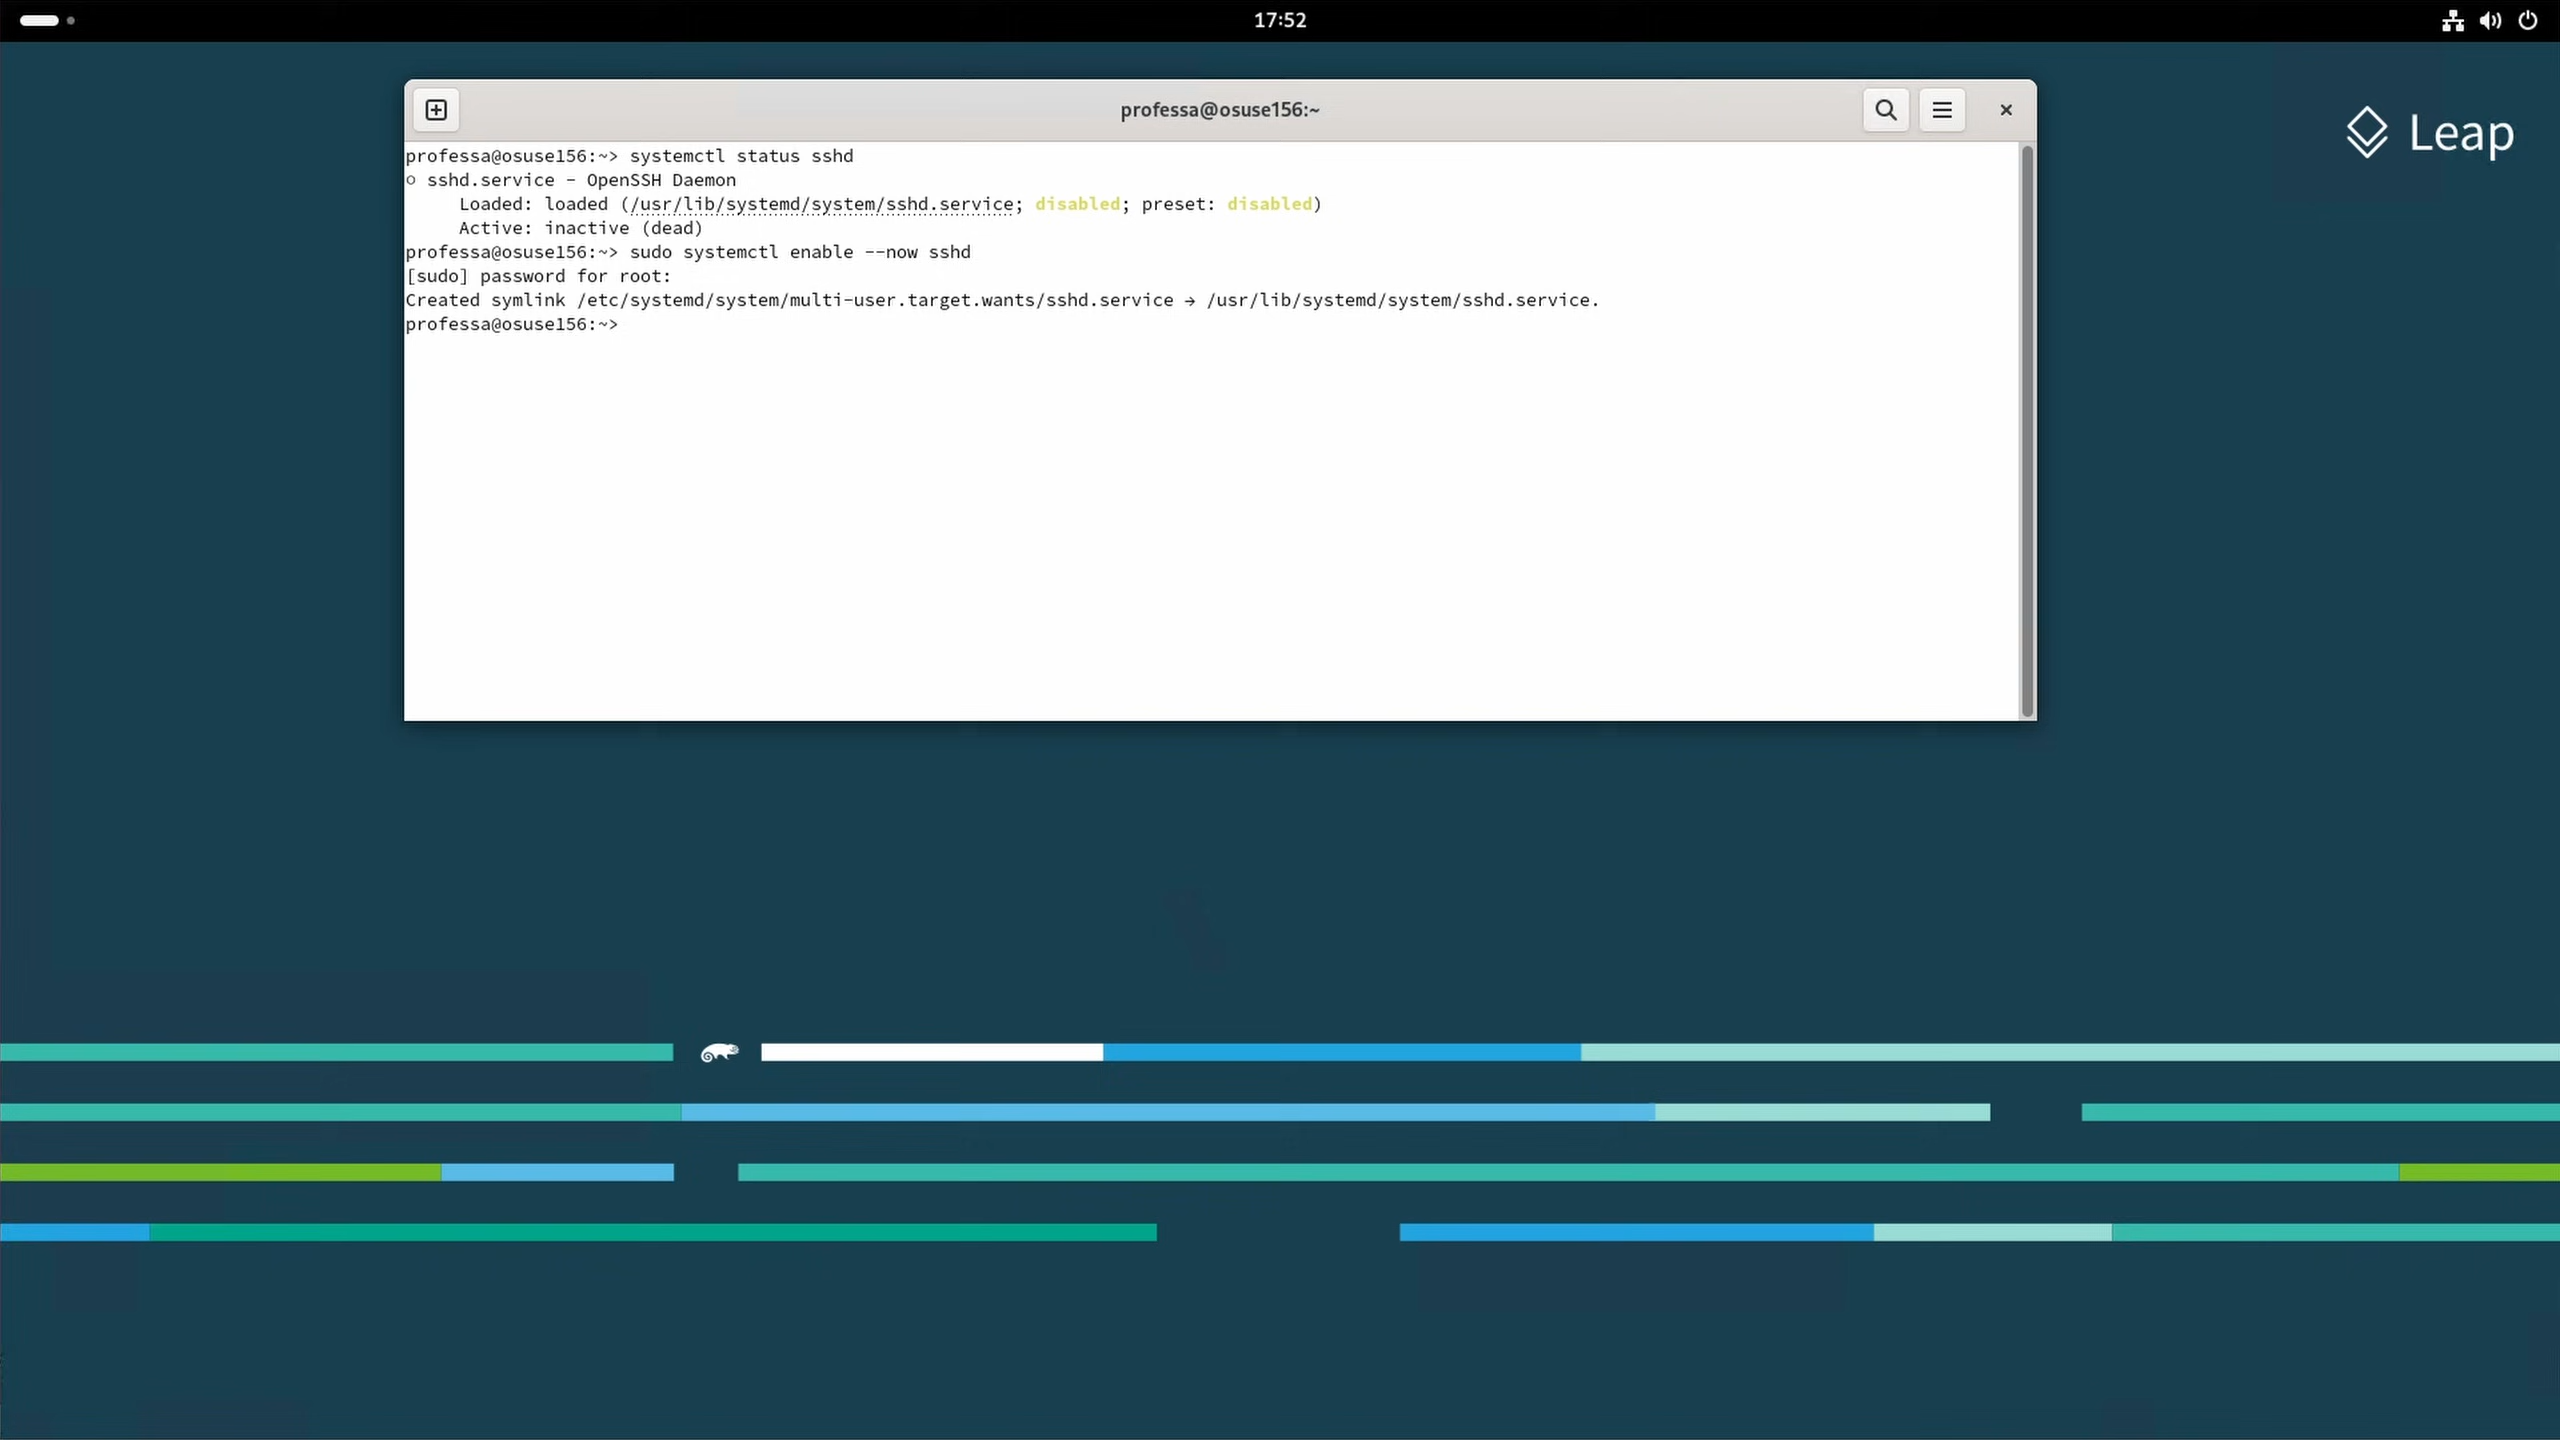 17:52
professa@osuse156:~
Leap
professa@osuse156:~> systemctl status sshd
○ sshd.service - OpenSSH Daemon
     Loaded: loaded (/usr/lib/systemd/system/sshd.service; disabled; preset: disabled)
     Active: inactive (dead)
professa@osuse156:~> sudo systemctl enable --now sshd
[sudo] password for root:
Created symlink /etc/systemd/system/multi-user.target.wants/sshd.service → /usr/lib/systemd/system/sshd.service.
professa@osuse156:~>